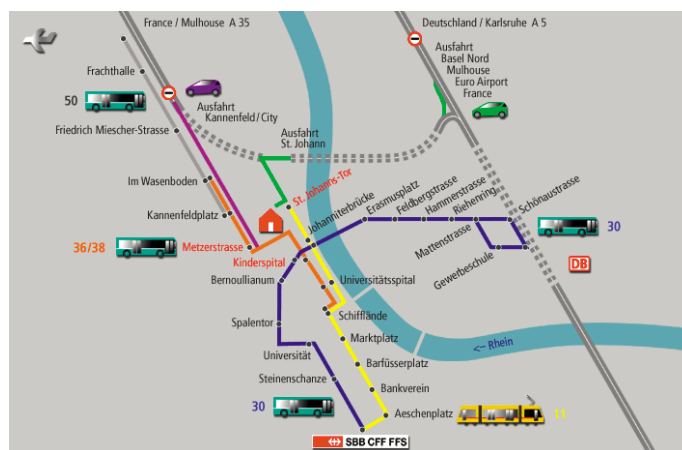 France / Mulhouse A 35
Deutschland / Karlsruhe A 5
Ausfahrt
Basel Nord
Mulhouse
Euro Airport
France
Frachthalle
50
Ausfahrt
Kannenfeld/City
Friedrich Miescher-Strasse
Ausfahrt
St. Johann
Im Wasenboden
St. Johanns-Tor
Johanniterbrücke
Erasmusplatz
Feldbergstrasse
Hammerstrasse
Riehenring
Schönaustrasse
Kannenfeldplatz
30
Mattenstrasse
36/38
Metzerstrasse
Kinderspital
Gewerbeschule
DB
Bernoullianum
Universitätsspital
Schifflände
Spalentor
Marktplatz
<-- Rhein
Universität
Barfüsserplatz
Steinenschanze
Bankverein
30
Aeschenplatz
11
SBB CFF FFS